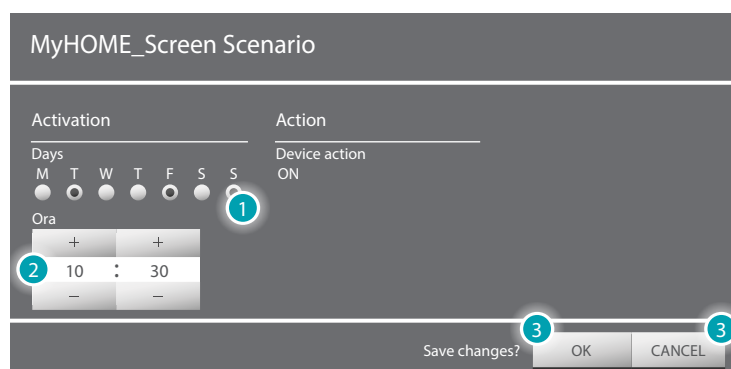 MyHOME_Screen Scenario
Activation
Action
Days
Device action
M T W T F S S
ON
1
Ora
+ +
2 10 : 30
– –
3 3
Save changes? OK CANCEL